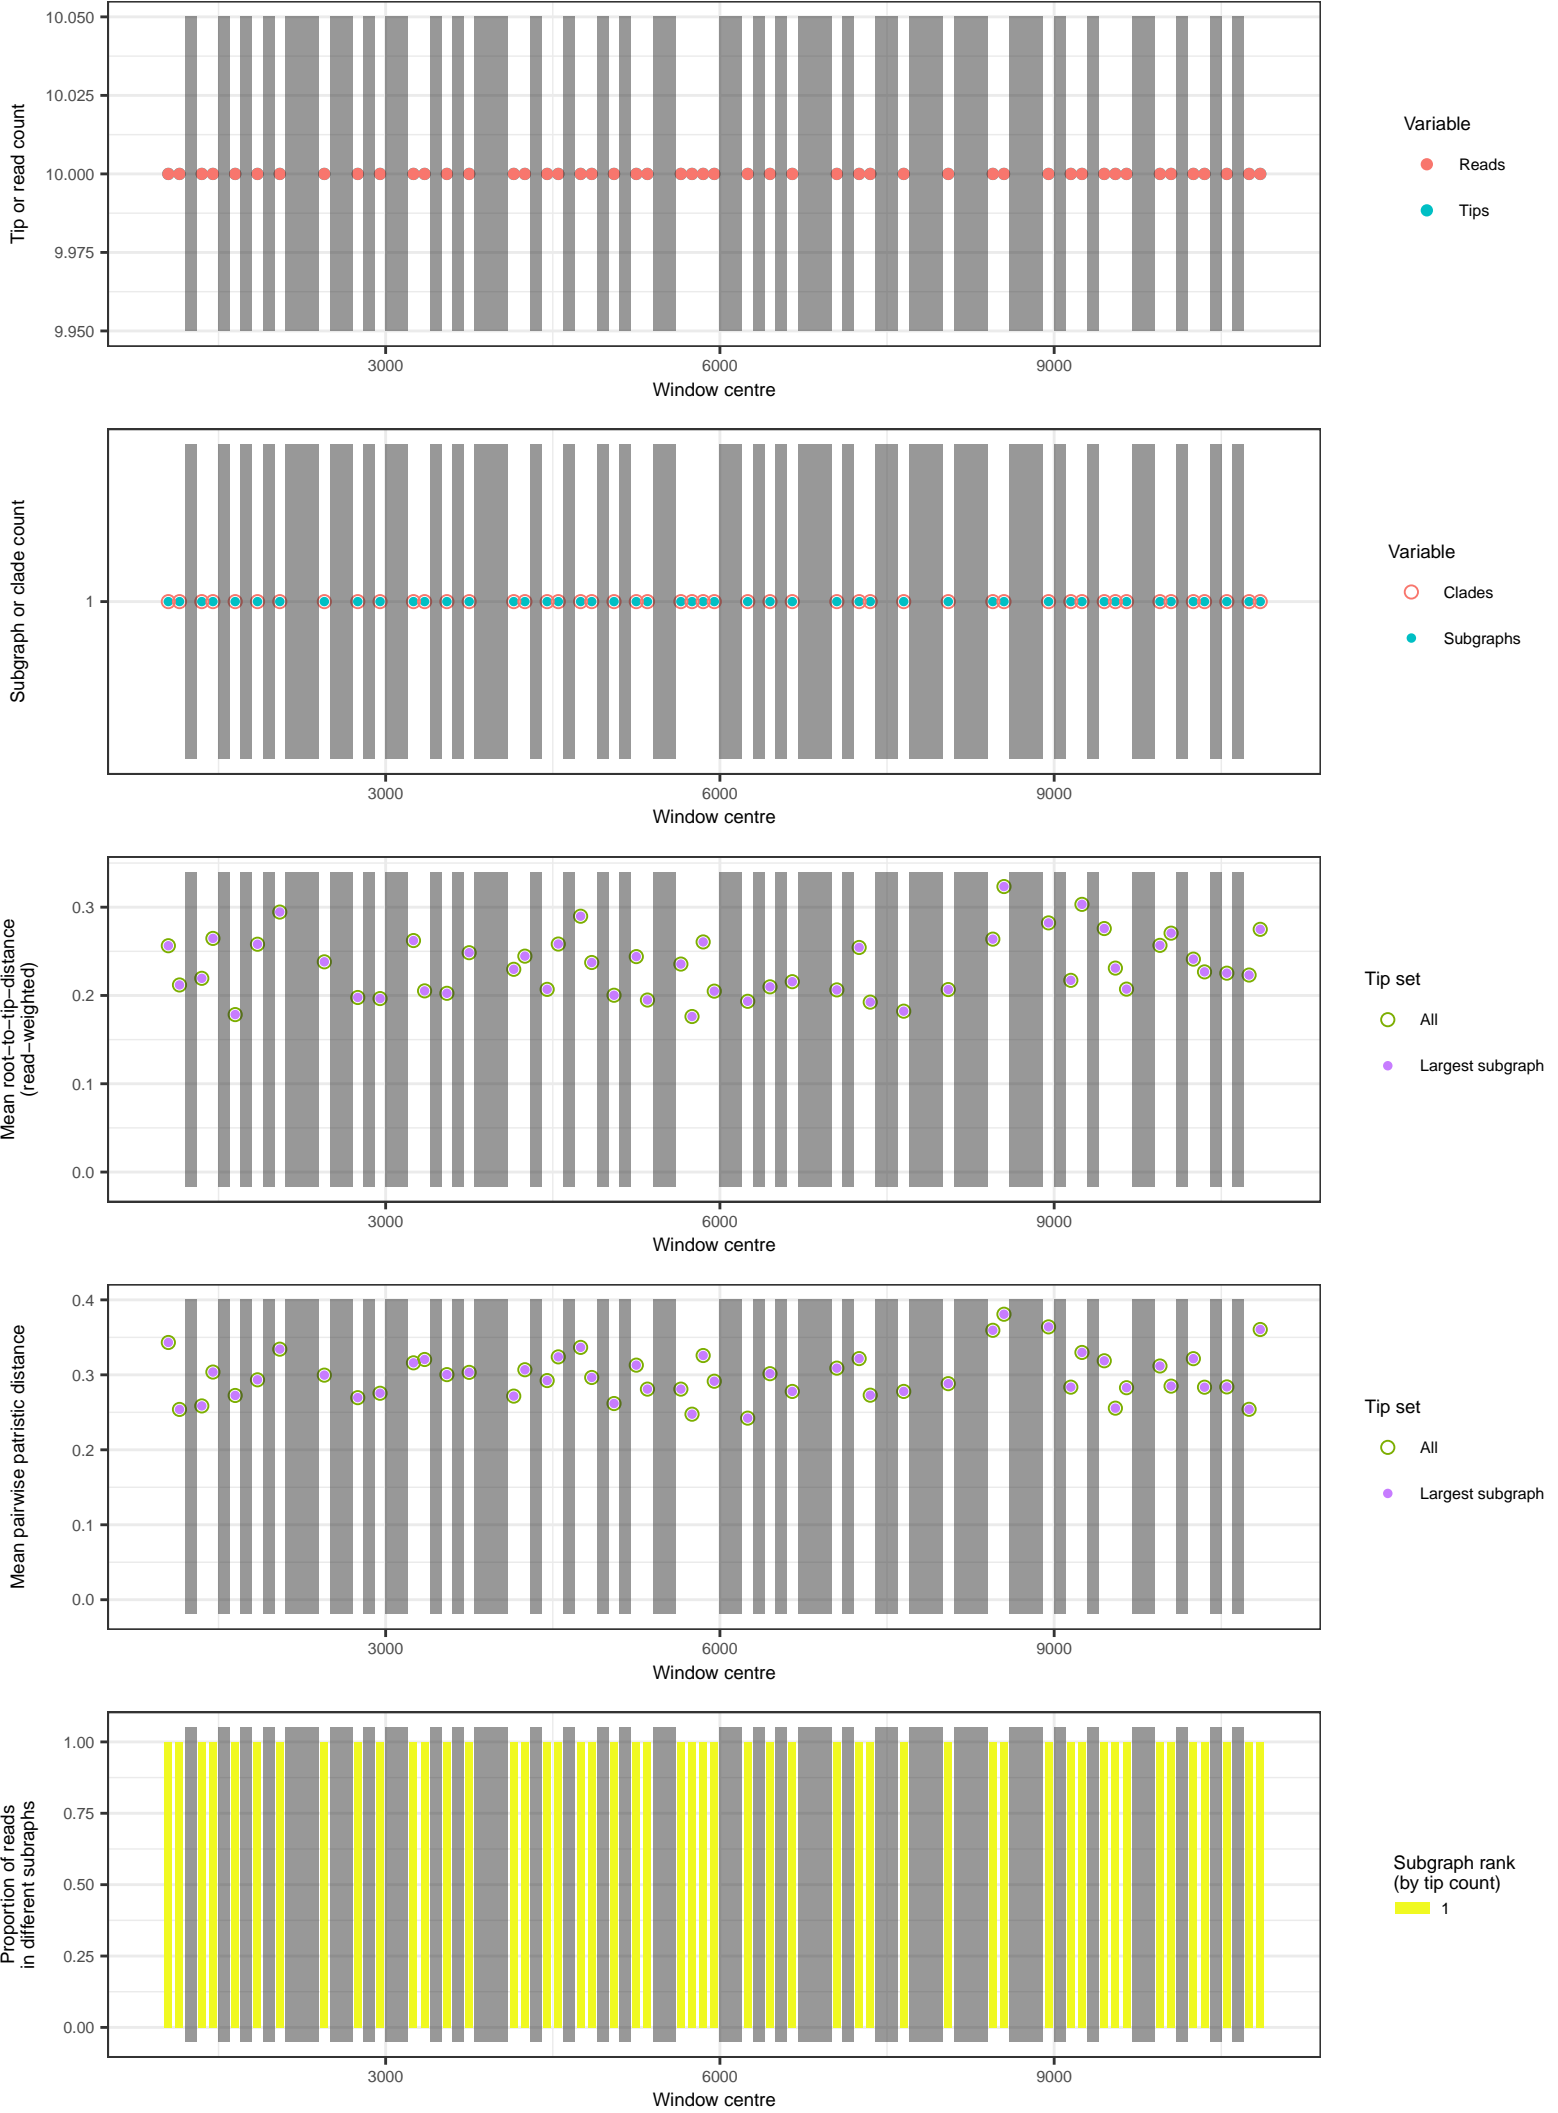 10.050
10.025
10.000
9.975
9.950
Tip or read count
3000
6000
9000
Window centre
Variable
Reads
Tips
1
Subgraph or clade count
3000
6000
9000
Window centre
Variable
Clades
Subgraphs
0.3
0.2
0.1
0.0
Mean root−to−tip−distance
(read−weighted)
3000
6000
9000
Window centre
Tip set
All
Largest subgraph
0.4
0.3
0.2
0.1
0.0
Mean pairwise patristic distance
3000
6000
9000
Window centre
Tip set
All
Largest subgraph
1.00
0.75
0.50
0.25
0.00
Proportion of reads
in different subraphs
3000
6000
9000
Window centre
Subgraph rank
(by tip count)
1